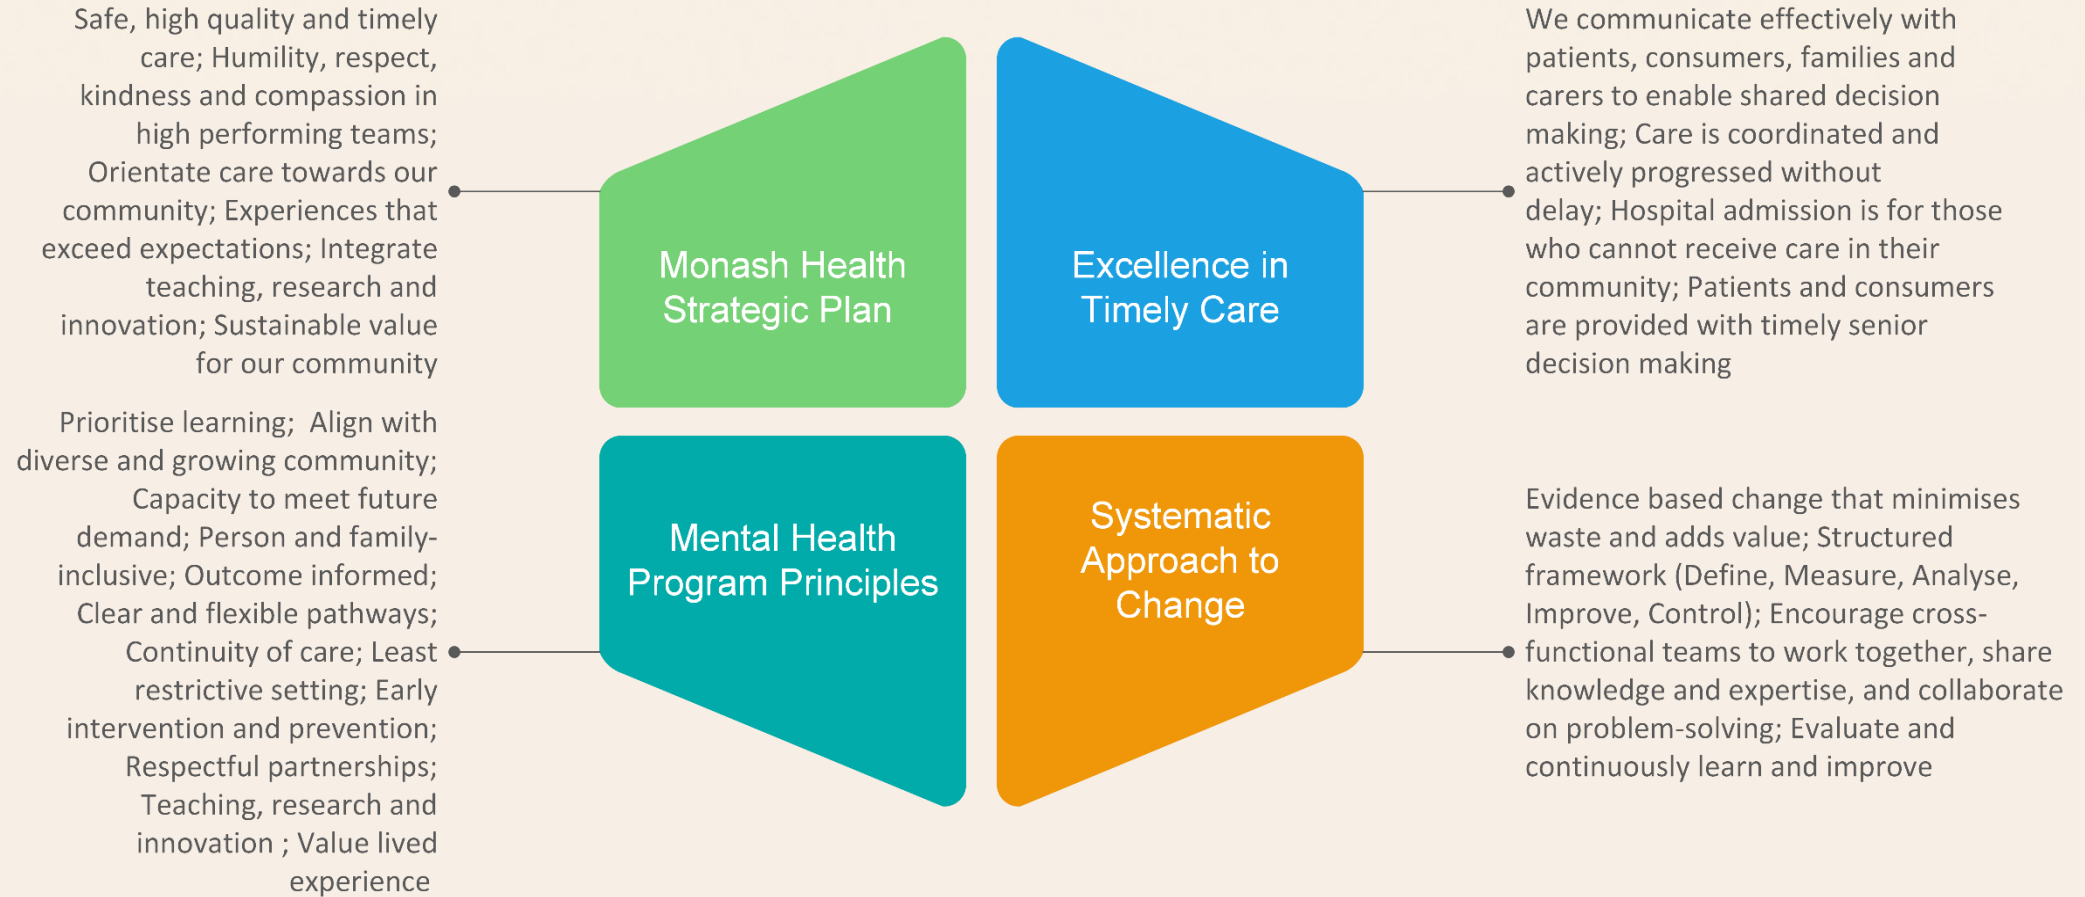 Safe, high quality and timely
care; Humility, respect,
kindness and compassion in
high performing teams;
Orientate care towards our
community; Experiences that
exceed expectations; Integrate
teaching, research and
innovation; Sustainable value
for our community
Monash Health
Strategic Plan
Excellence in
Timely Care
We communicate effectively with
patients, consumers, families and
carers to enable shared decision
making; Care is coordinated and
actively progressed without
delay; Hospital admission is for those
who cannot receive care in their
community; Patients and consumers
are provided with timely senior
decision making
Prioritise learning;  Align with
diverse and growing community;
Capacity to meet future
demand; Person and family-
inclusive; Outcome informed;
Clear and flexible pathways;
Continuity of care; Least
restrictive setting; Early
intervention and prevention;
Respectful partnerships;
Teaching, research and
innovation ; Value lived
experience
Mental Health
Program Principles
Systematic
Approach to
Change
Evidence based change that minimises
waste and adds value; Structured
framework (Define, Measure, Analyse,
Improve, Control); Encourage cross-
functional teams to work together, share
knowledge and expertise, and collaborate
on problem-solving; Evaluate and
continuously learn and improve